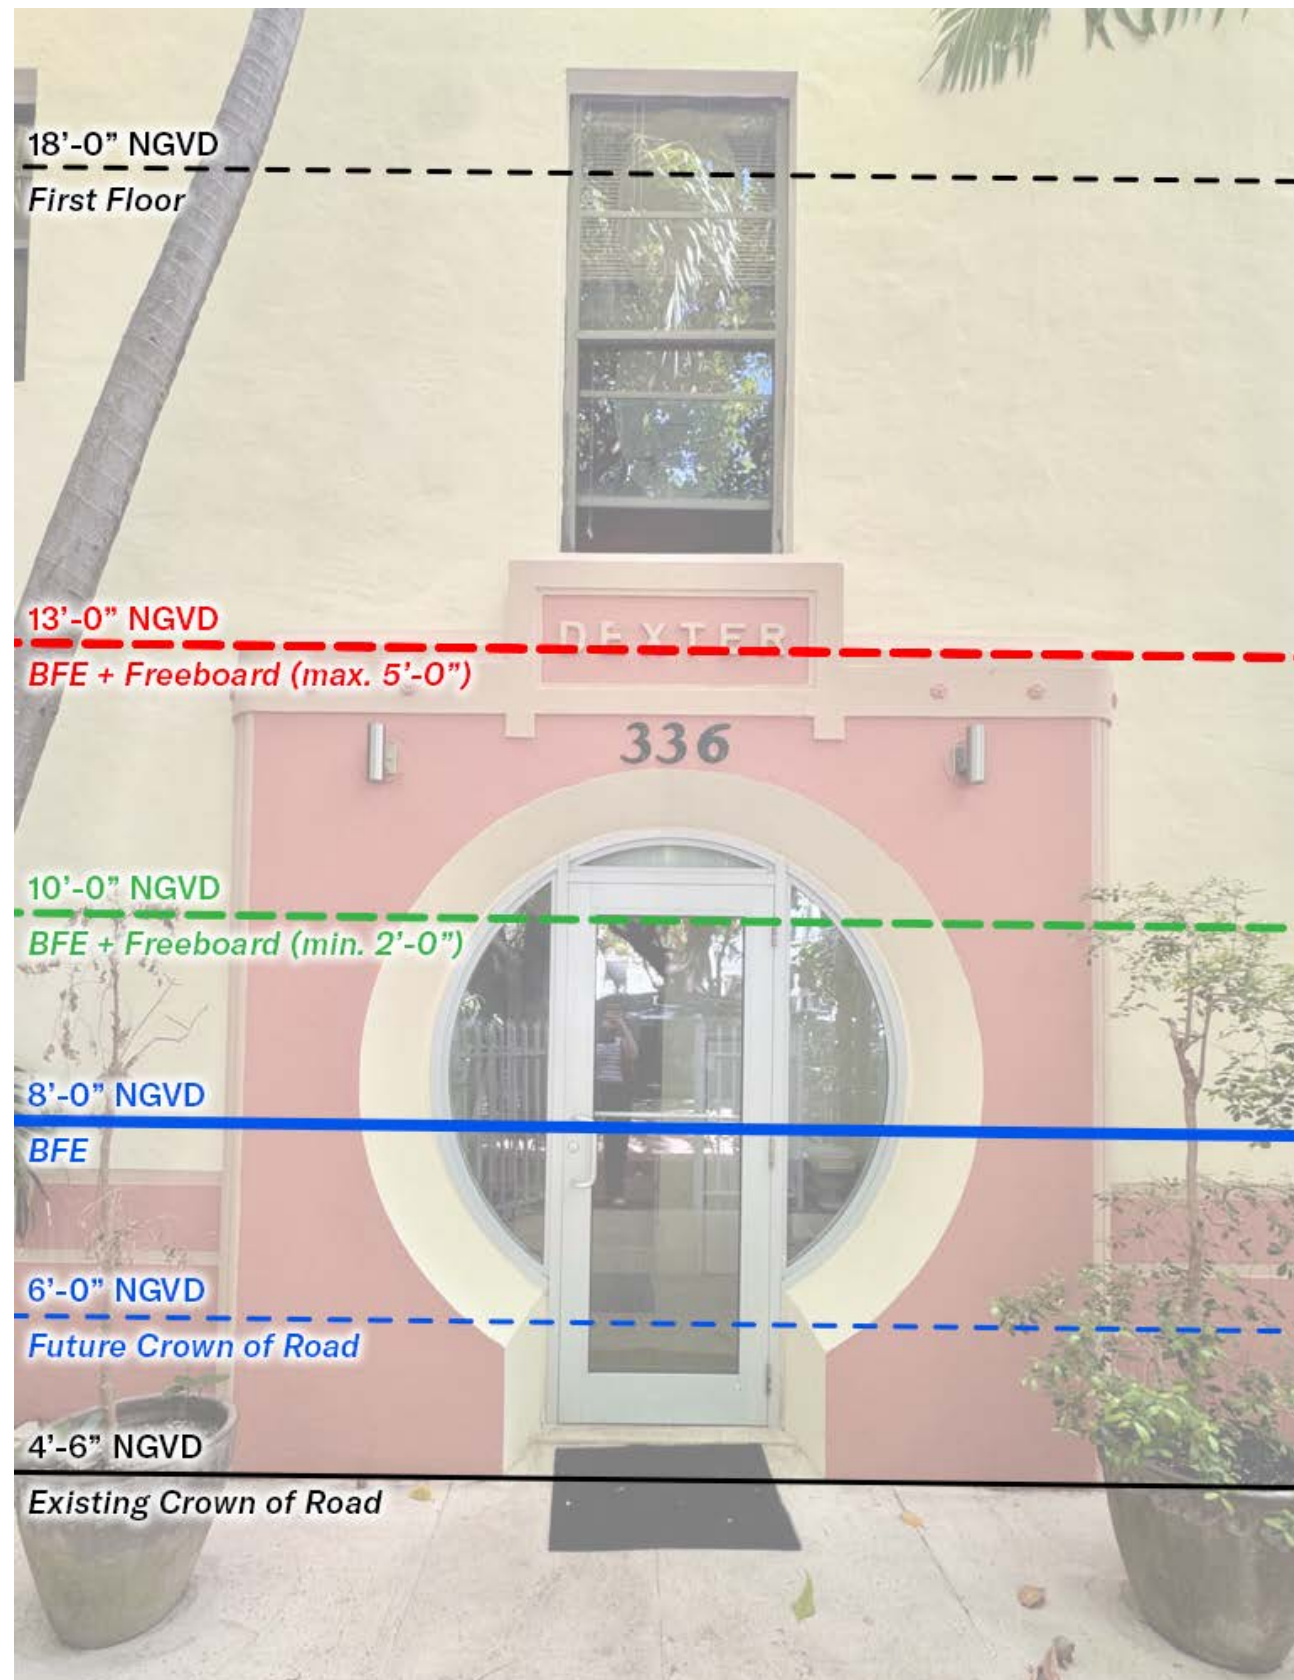 18’-0” NGVD
First Floor
13’-0” NGVD
DEXTER
BFE + Freeboard (max. 5’-0”)
336
10’-0” NGVD
BFE + Freeboard (min. 2’-0”)
8’-0” NGVD
BFE
6’-0” NGVD
Future Crown of Road
4’-6” NGVD
Existing Crown of Road